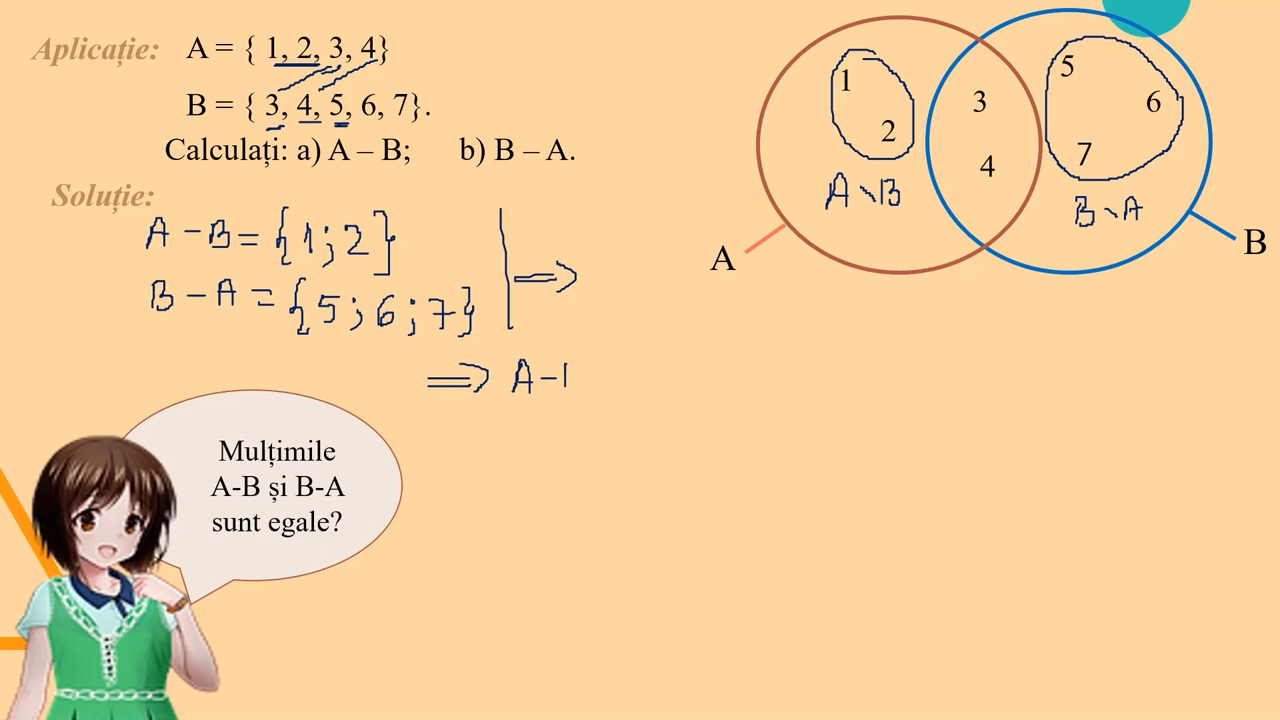 Aplicație: A = { 1, 2, 3, 4}
B = { 3, 4, 5, 6, 7}.
Calculați: a) A – B; b) B – A.
Soluție:
A - B = {1; 2}
B - A = {5; 6; 7} | ⇒
⇒ A -
Mulțimile
A-B și B-A
sunt egale?
1
2
3
4
5
6
7
A \ B
B \ A
A
B